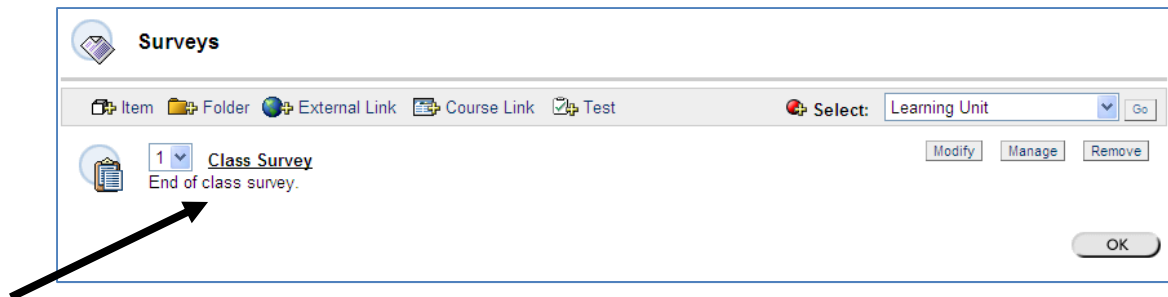 Surveys
Item Folder External Link Course Link Test Select: Learning Unit Go
1 Class Survey Modify Manage Remove
End of class survey.
OK